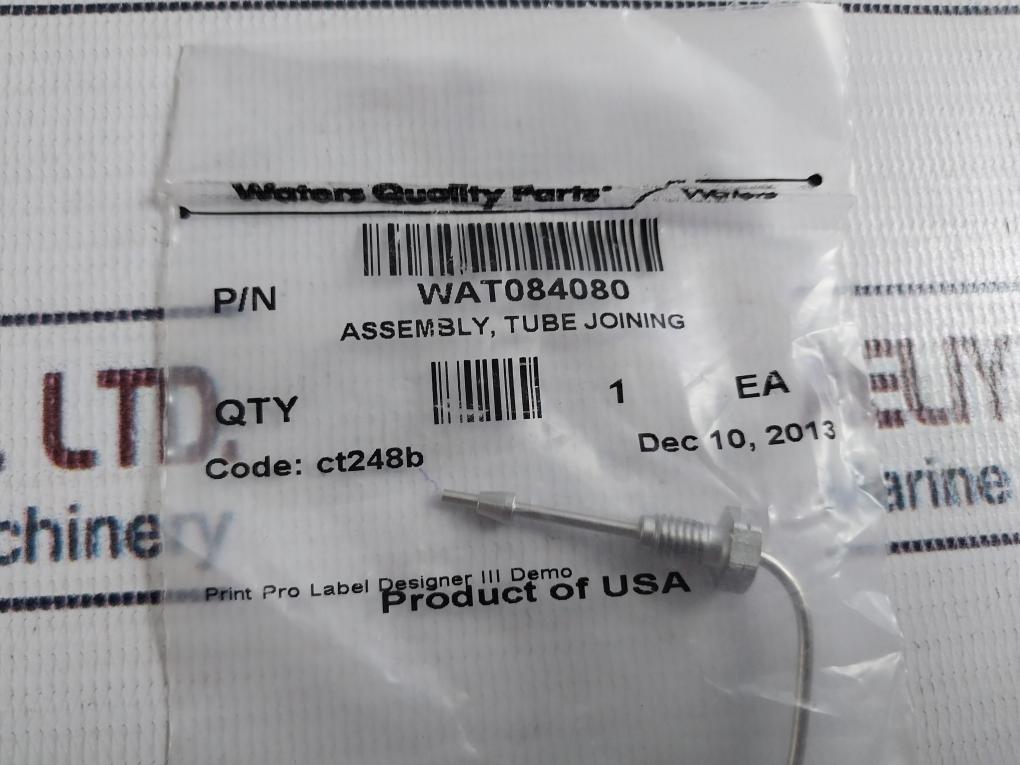 Waters Quality Parts Waters
P/N WAT084080
ASSEMBLY, TUBE JOINING
QTY 1 EA
Code: ct248b Dec 10, 2013
Print Pro Label Designer III Demo
Product of USA
LTD.
arine